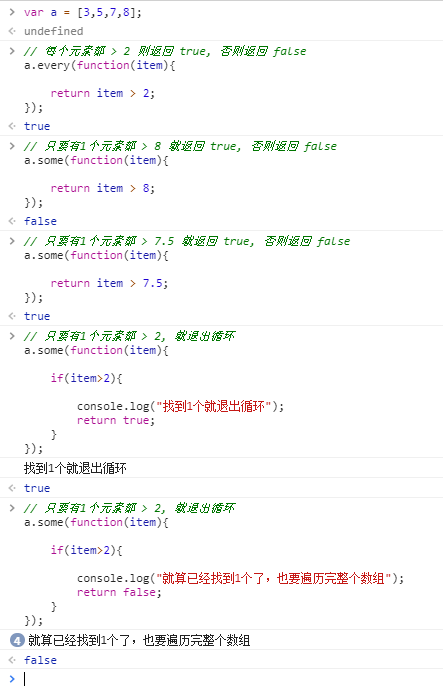 > var a = [3,5,7,8];
< undefined
> // 每个元素都 > 2 则返回 true, 否则返回 false
a.every(function(item){
return item > 2;
});
< true
> // 只要有1个元素都 > 8 就返回 true, 否则返回 false
a.some(function(item){
return item > 8;
});
< false
> // 只要有1个元素都 > 7.5 就返回 true, 否则返回 false
a.some(function(item){
return item > 7.5;
});
< true
> // 只要有1个元素都 > 2, 就退出循环
a.some(function(item){
if(item>2){
console.log("找到1个就退出循环");
return true;
}
});
找到1个就退出循环
< true
> // 只要有1个元素都 > 2, 就退出循环
a.some(function(item){
if(item>2){
console.log("就算已经找到1个了，也要遍历完整个数组");
return false;
}
});
4 就算已经找到1个了，也要遍历完整个数组
< false
>